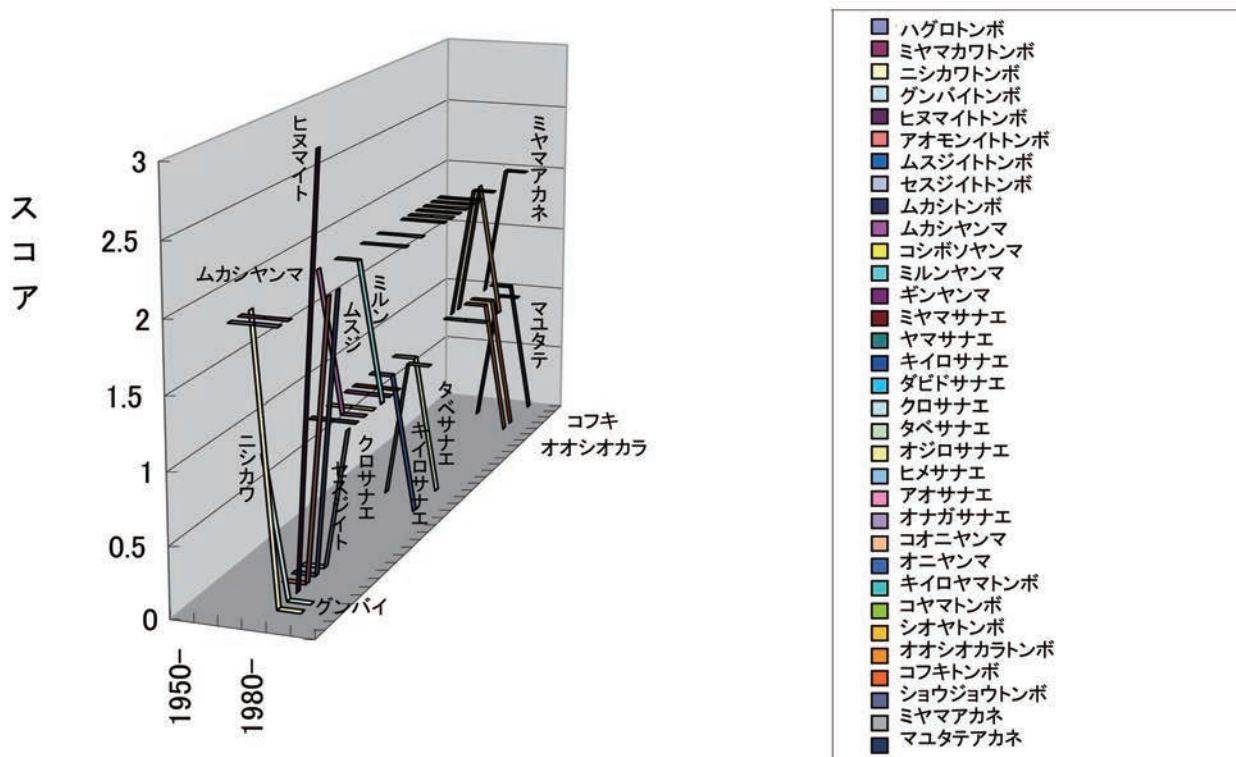 スコア
3
2.5
2
1.5
1
0.5
0
1950-
1980-
ヒヌマイト
ミヤマアカネ
ムカシヤンマ
ミルン
ムスジ
マユタテ
タベサナエ
コフキ
オオシオカラ
キイロサナエ
クロサナエ
セスジイト
ニシカワ
グンバイ
ハグロトンボ
ミヤマカワトンボ
ニシカワトンボ
グンバイトンボ
ヒヌマイトトンボ
アオモンイトトンボ
ムスジイトトンボ
セスジイトトンボ
ムカシトンボ
ムカシヤンマ
コシボソヤンマ
ミルンヤンマ
ギンヤンマ
ミヤマサナエ
ヤマサナエ
キイロサナエ
ダビドサナエ
クロサナエ
タベサナエ
オジロサナエ
ヒメサナエ
アオサナエ
オナガサナエ
コオニヤンマ
オニヤンマ
キイロヤマトンボ
コヤマトンボ
シオヤトンボ
オオシオカラトンボ
コフキトンボ
ショウジョウトンボ
ミヤマアカネ
マユタテアカネ